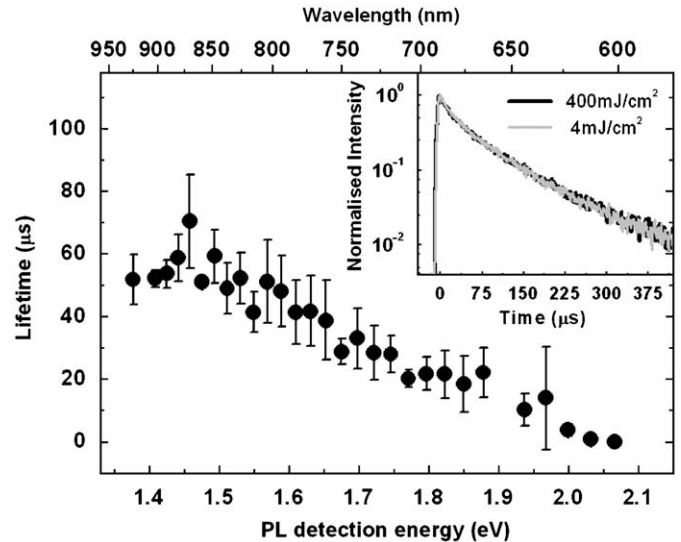 Wavelength (nm)
950 900 850 800 750 700 650 600
100
80
60
40
20
0
Lifetime (μs)
1.4 1.5 1.6 1.7 1.8 1.9 2.0 2.1
PL detection energy (eV)
400mJ/cm²
4mJ/cm²
Normalised Intensity
10⁰
10⁻¹
10⁻²
0 75 150 225 300 375
Time (μs)